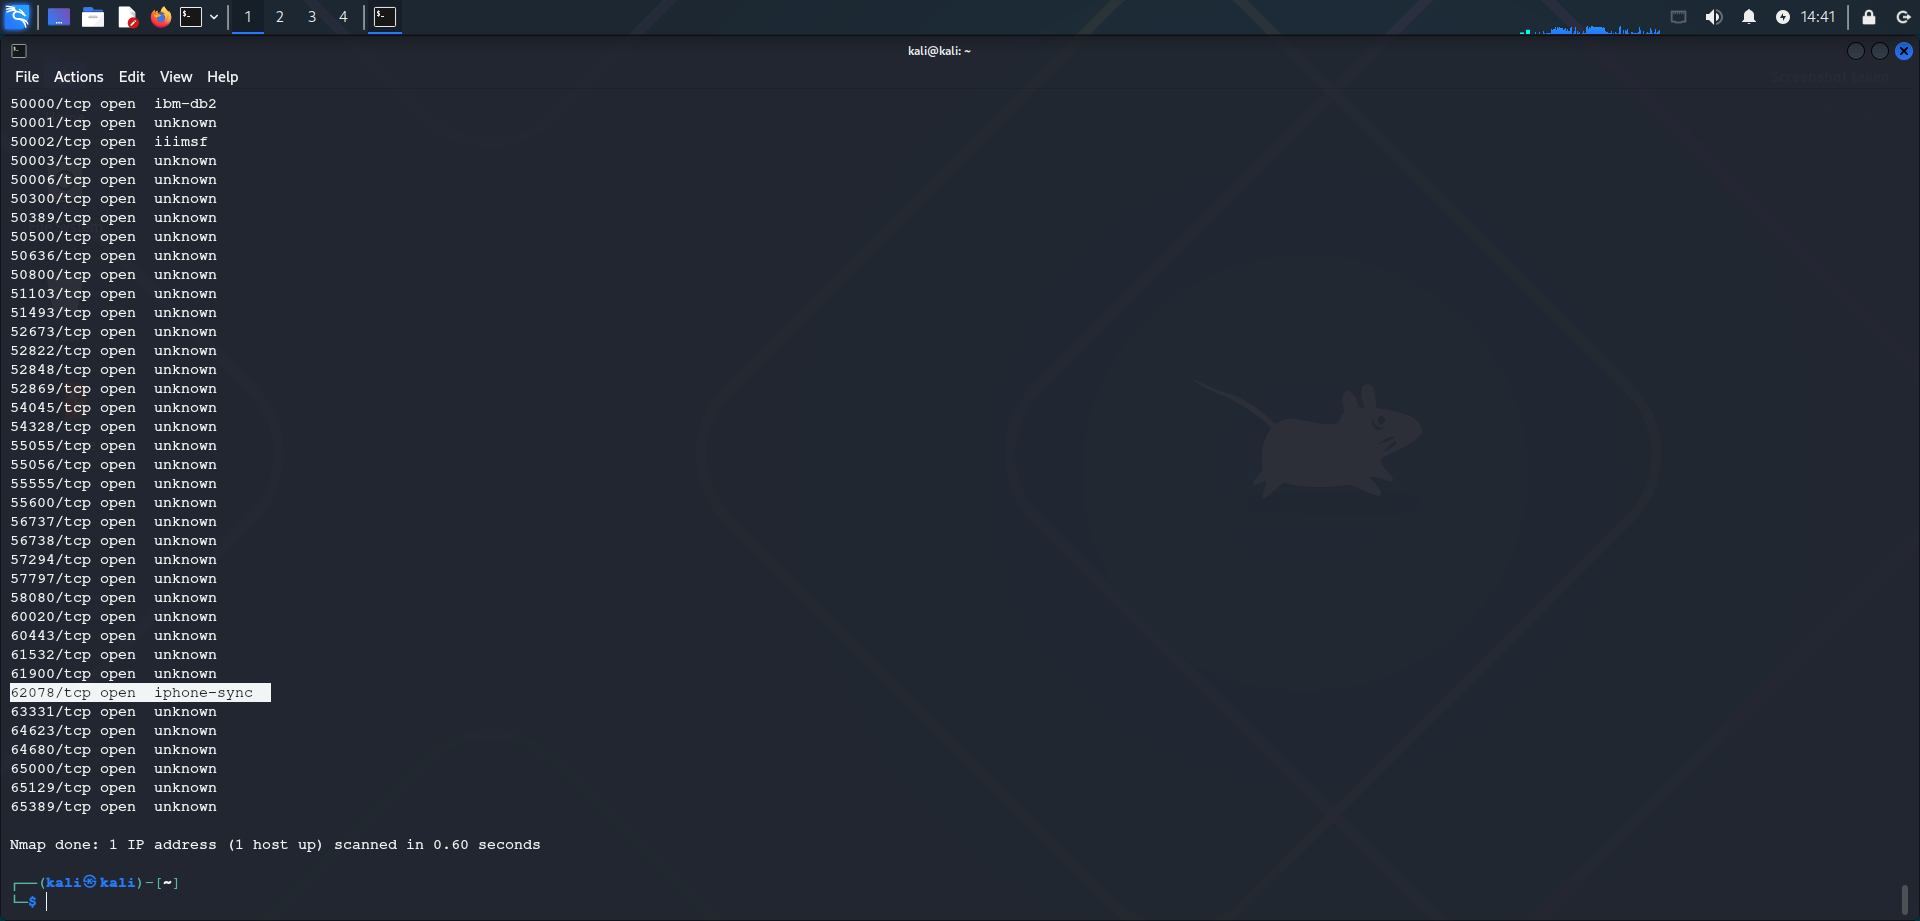 1 2 3 4
14:41
kali@kali: ~
File Actions Edit View Help
50000/tcp open  ibm-db2
50001/tcp open  unknown
50002/tcp open  iiimsf
50003/tcp open  unknown
50006/tcp open  unknown
50300/tcp open  unknown
50389/tcp open  unknown
50500/tcp open  unknown
50636/tcp open  unknown
50800/tcp open  unknown
51103/tcp open  unknown
51493/tcp open  unknown
52673/tcp open  unknown
52822/tcp open  unknown
52848/tcp open  unknown
52869/tcp open  unknown
54045/tcp open  unknown
54328/tcp open  unknown
55055/tcp open  unknown
55056/tcp open  unknown
55555/tcp open  unknown
55600/tcp open  unknown
56737/tcp open  unknown
56738/tcp open  unknown
57294/tcp open  unknown
57797/tcp open  unknown
58080/tcp open  unknown
60020/tcp open  unknown
60443/tcp open  unknown
61532/tcp open  unknown
61900/tcp open  unknown
62078/tcp open  iphone-sync
63331/tcp open  unknown
64623/tcp open  unknown
64680/tcp open  unknown
65000/tcp open  unknown
65129/tcp open  unknown
65389/tcp open  unknown
Nmap done: 1 IP address (1 host up) scanned in 0.60 seconds
┌──(kali㉿kali)-[~]
└─$